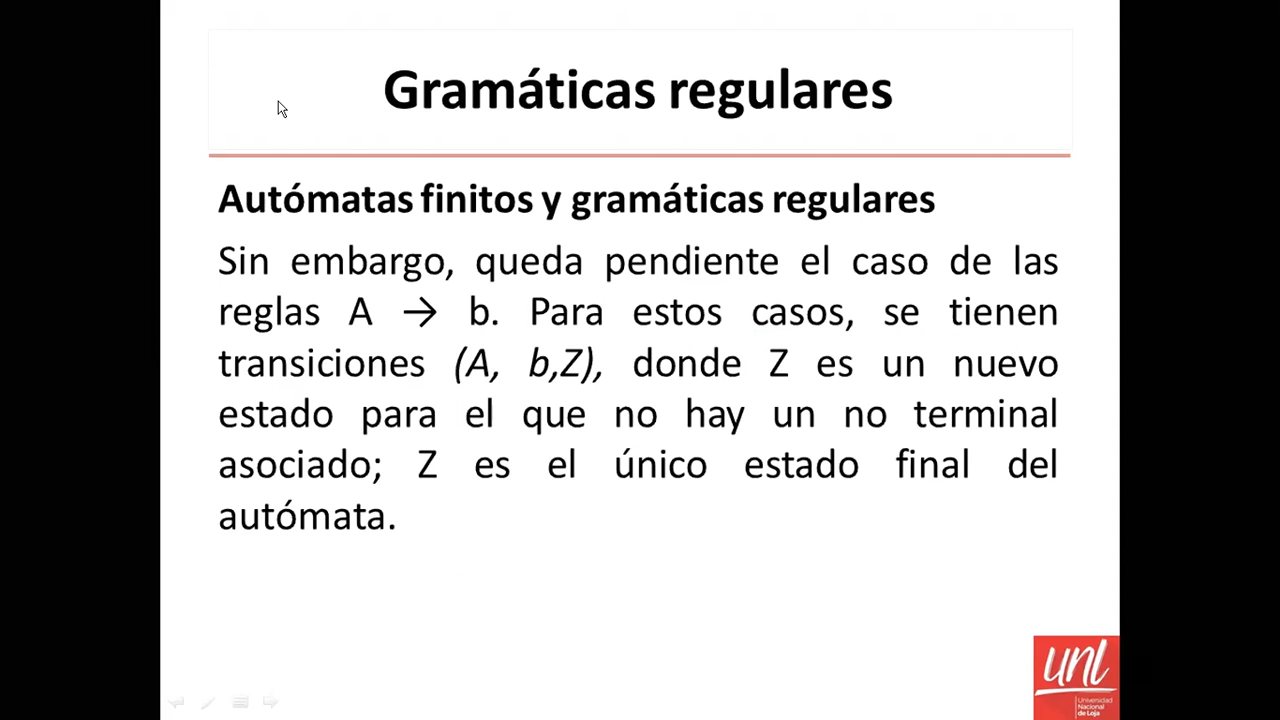 Gramáticas regulares
Autómatas finitos y gramáticas regulares
Sin embargo, queda pendiente el caso de las
reglas A → b. Para estos casos, se tienen
transiciones (A, b,Z), donde Z es un nuevo
estado para el que no hay un no terminal
asociado; Z es el único estado final del
autómata.
unl
Universidad
Nacional
de Loja